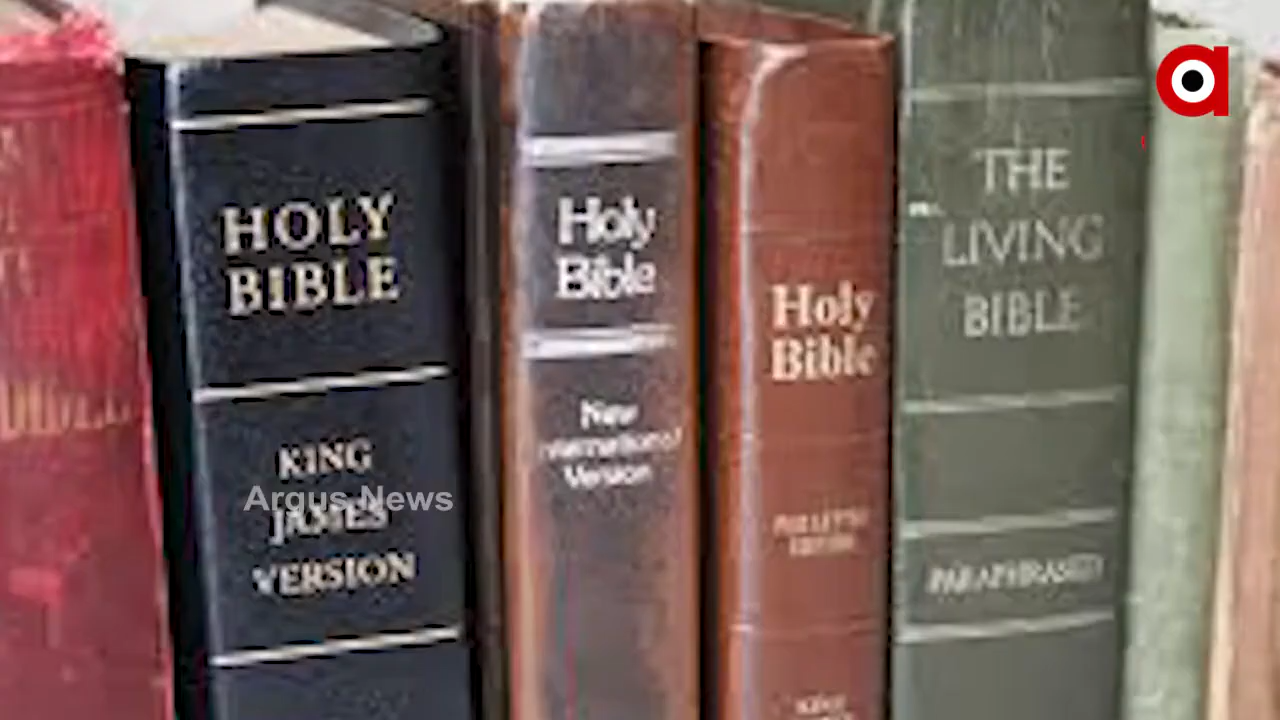 HOLY
BIBLE
KING
JAMES
VERSION
Argus News
Holy
Bible
New
International
Version
Holy
Bible
THE
LIVING
BIBLE
PARAPHRASED